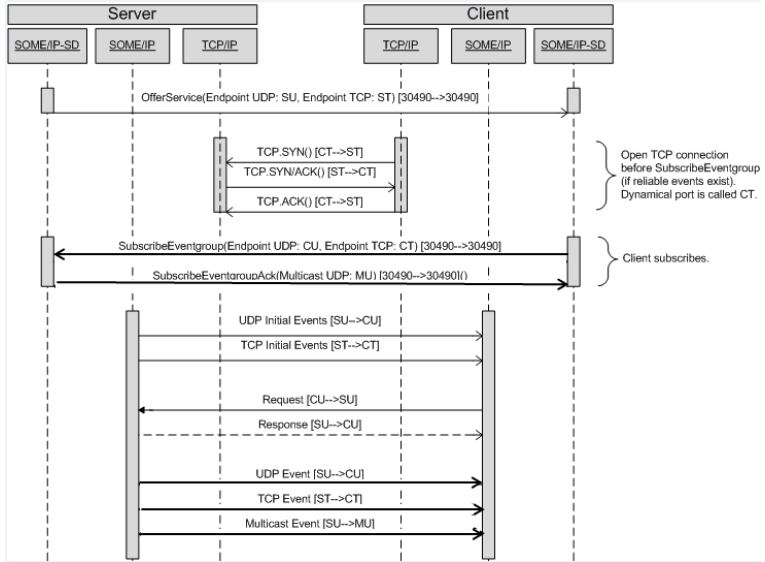 Server
Client
SOME/IP-SD
SOME/IP
TCP/IP
TCP/IP
SOME/IP
SOME/IP-SD
OfferService(Endpoint UDP: SU, Endpoint TCP: ST) [30490-->30490]
TCP.SYN() [CT-->ST]
TCP.SYN/ACK() [ST-->CT]
TCP.ACK() [CT-->ST]
Open TCP connection
before SubscribeEventgroup
(if reliable events exist).
Dynamical port is called CT.
SubscribeEventgroup(Endpoint UDP: CU, Endpoint TCP: CT) [30490-->30490]
SubscribeEventgroupAck(Multicast UDP: MU) [30490-->30490]()
Client subscribes.
UDP Initial Events [SU-->CU]
TCP Initial Events [ST-->CT]
Request [CU-->SU]
Response [SU-->CU]
UDP Event [SU-->CU]
TCP Event [ST-->CT]
Multicast Event [SU-->MU]